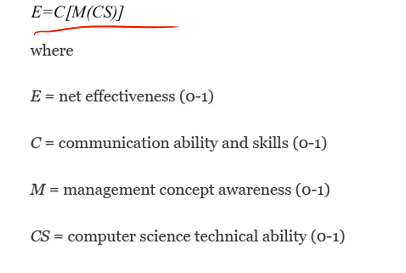 E=C[M(CS)]
where
E = net effectiveness (0-1)
C = communication ability and skills (0-1)
M = management concept awareness (0-1)
CS = computer science technical ability (0-1)